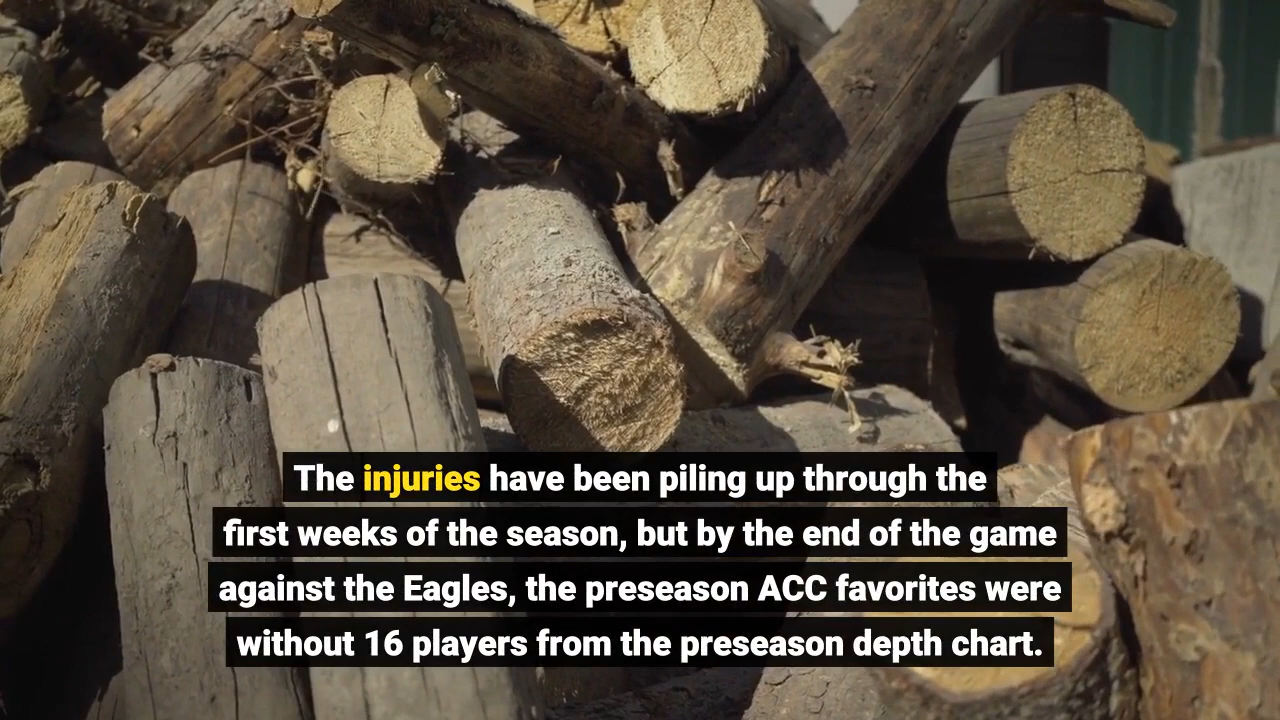 The injuries have been piling up through the
first weeks of the season, but by the end of the game
against the Eagles, the preseason ACC favorites were
without 16 players from the preseason depth chart.